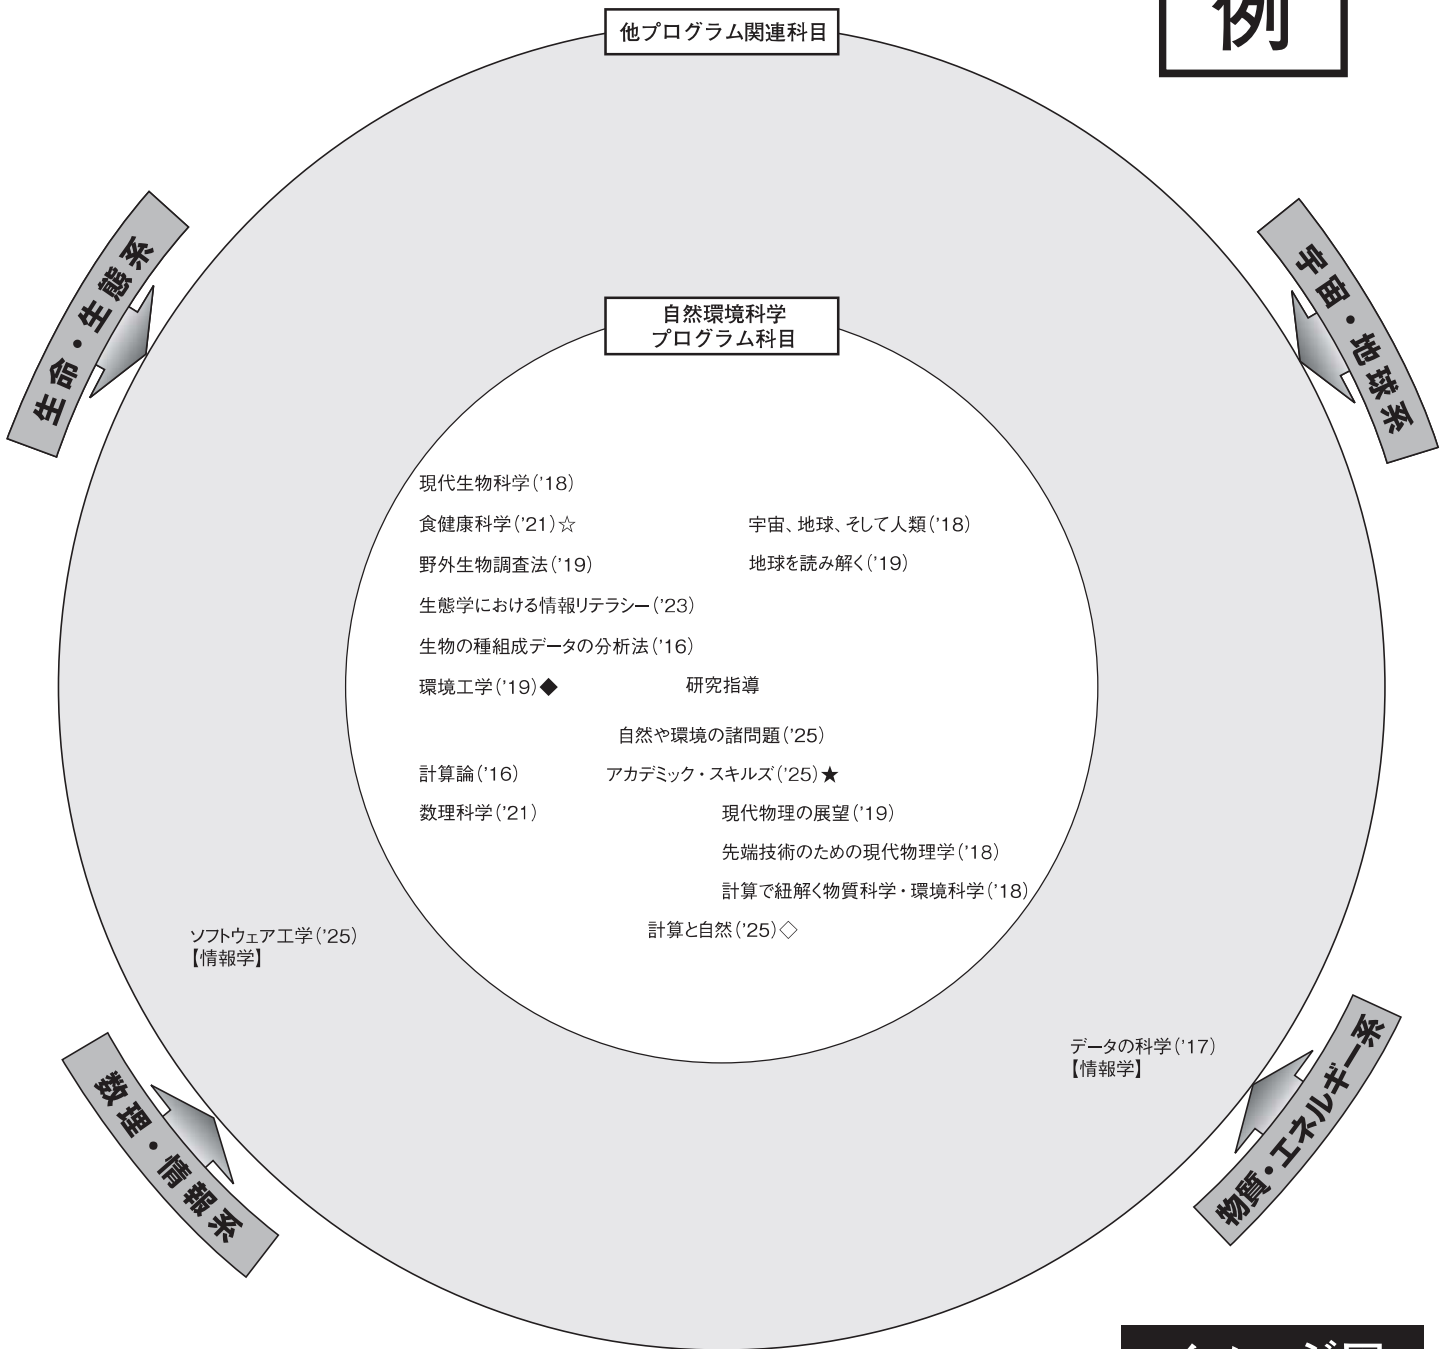 例
他プログラム関連科目
生命・生態系
宇宙・地球系
自然環境科学
プログラム科目
現代生物科学('18)
食健康科学('21)☆
宇宙、地球、そして人類('18)
野外生物調査法('19)
地球を読み解く('19)
生態学における情報リテラシー('23)
生物の種組成データの分析法('16)
環境工学('19)◆
研究指導
自然や環境の諸問題('25)
計算論('16)
アカデミック・スキルズ('25)★
数理科学('21)
現代物理の展望('19)
先端技術のための現代物理学('18)
計算で紐解く物質科学・環境科学('18)
計算と自然('25)◇
ソフトウェア工学('25)
【情報学】
データの科学('17)
【情報学】
数理・情報系
物質・エネルギー系